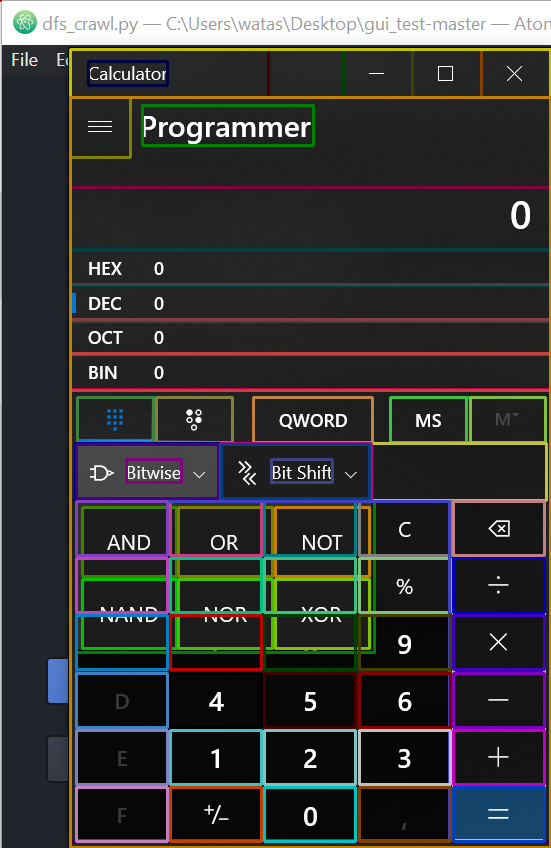 dfs_crawl.py — C:\Users\watas\Desktop\gui_test-master — Atom
File
Calculator
Programmer
0
HEX 0
DEC 0
OCT 0
BIN 0
QWORD MS M
Bitwise Bit Shift
AND OR NOT C
%  ÷
NAND NOR XOR
9 ×
D 4 5 6 −
E 1 2 3 +
F +/− 0 , =